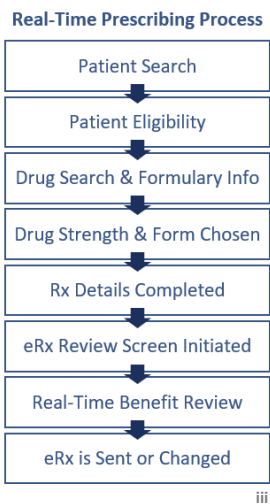 Real-Time Prescribing Process
Patient Search
Patient Eligibility
Drug Search & Formulary Info
Drug Strength & Form Chosen
Rx Details Completed
eRx Review Screen Initiated
Real-Time Benefit Review
eRx is Sent or Changed
iii